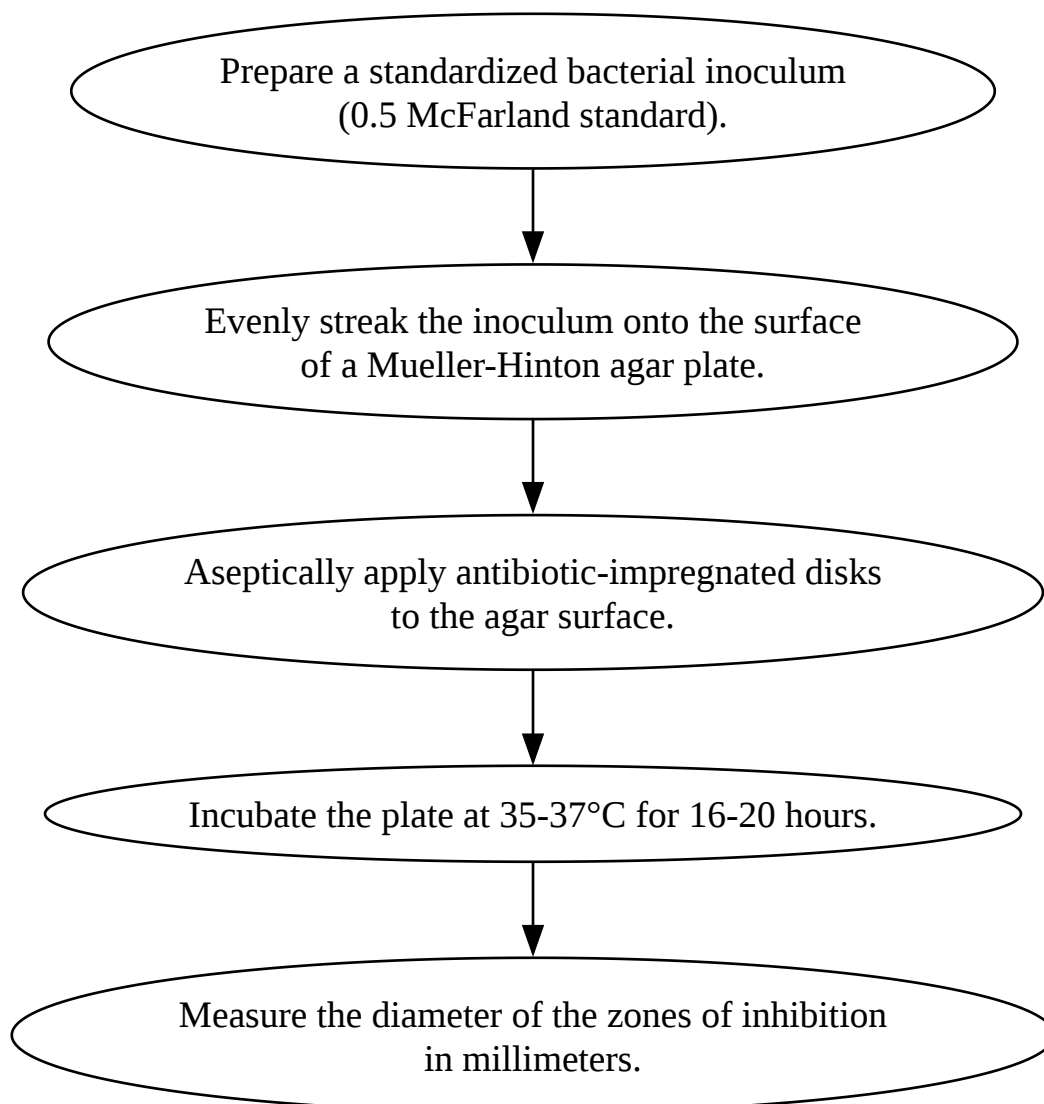 Prepare a standardized bacterial inoculum
(0.5 McFarland standard).
Evenly streak the inoculum onto the surface
of a Mueller-Hinton agar plate.
Aseptically apply antibiotic-impregnated disks
to the agar surface.
Incubate the plate at 35-37°C for 16-20 hours.
Measure the diameter of the zones of inhibition
in millimeters.